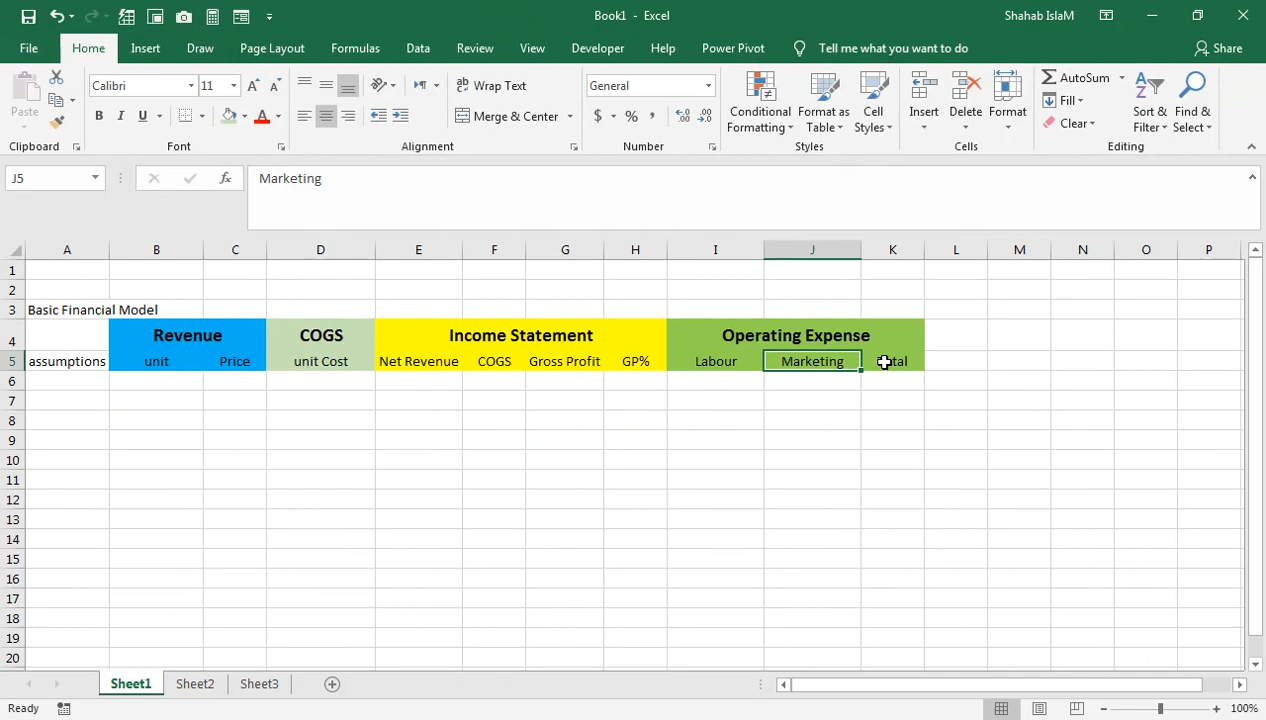 Book1 - Excel
Shahab IslaM
File Home Insert Draw Page Layout Formulas Data Review View Developer Help Power Pivot Tell me what you want to do Share
Paste
Clipboard
Calibri 11
B I U
Font
Wrap Text
Merge & Center
Alignment
General
$ % ,
Number
Conditional Formatting
Format as Table
Cell Styles
Styles
Insert
Delete
Format
Cells
AutoSum
Fill
Clear
Sort & Filter
Find & Select
Editing
J5
fx
Marketing
A B C D E F G H I J K L M N O P
1
2
3 Basic Financial Model
4 Revenue COGS Income Statement Operating Expense
5 assumptions unit Price unit Cost Net Revenue COGS Gross Profit GP% Labour Marketing
6
7
8
9
10
11
12
13
14
15
16
17
18
19
20
Sheet1 Sheet2 Sheet3
Ready
100%